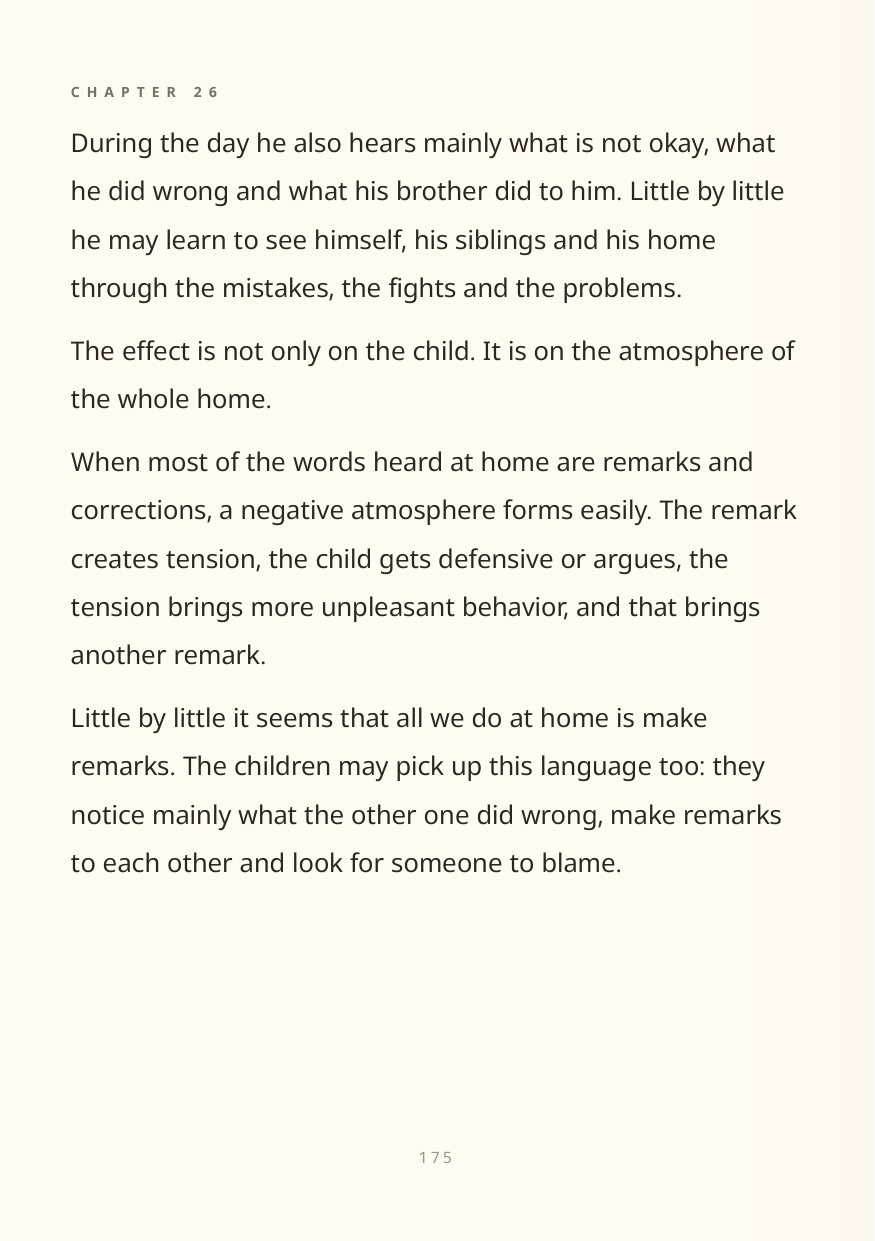 CHAPTER 26
During the day he also hears mainly what is not okay, what
he did wrong and what his brother did to him. Little by little
he may learn to see himself, his siblings and his home
through the mistakes, the fights and the problems.
The effect is not only on the child. It is on the atmosphere of
the whole home.
When most of the words heard at home are remarks and
corrections, a negative atmosphere forms easily. The remark
creates tension, the child gets defensive or argues, the
tension brings more unpleasant behavior, and that brings
another remark.
Little by little it seems that all we do at home is make
remarks. The children may pick up this language too: they
notice mainly what the other one did wrong, make remarks
to each other and look for someone to blame.
175